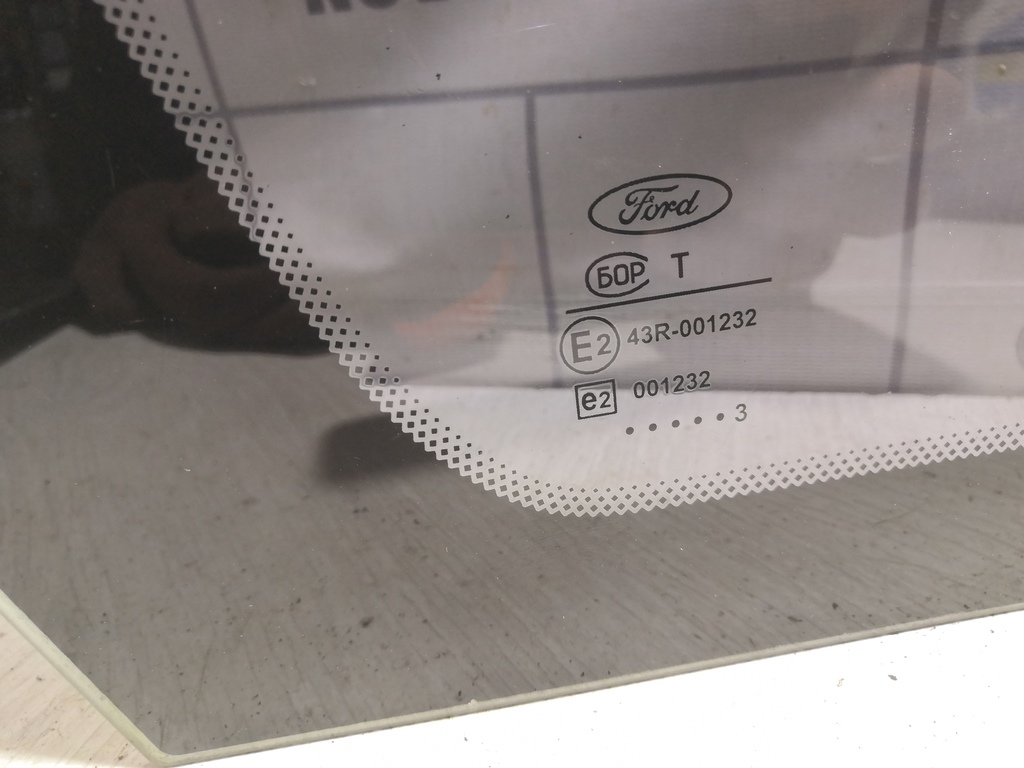 Ford
БОР T
E2 43R-001232
e2 001232
. . . . . 3